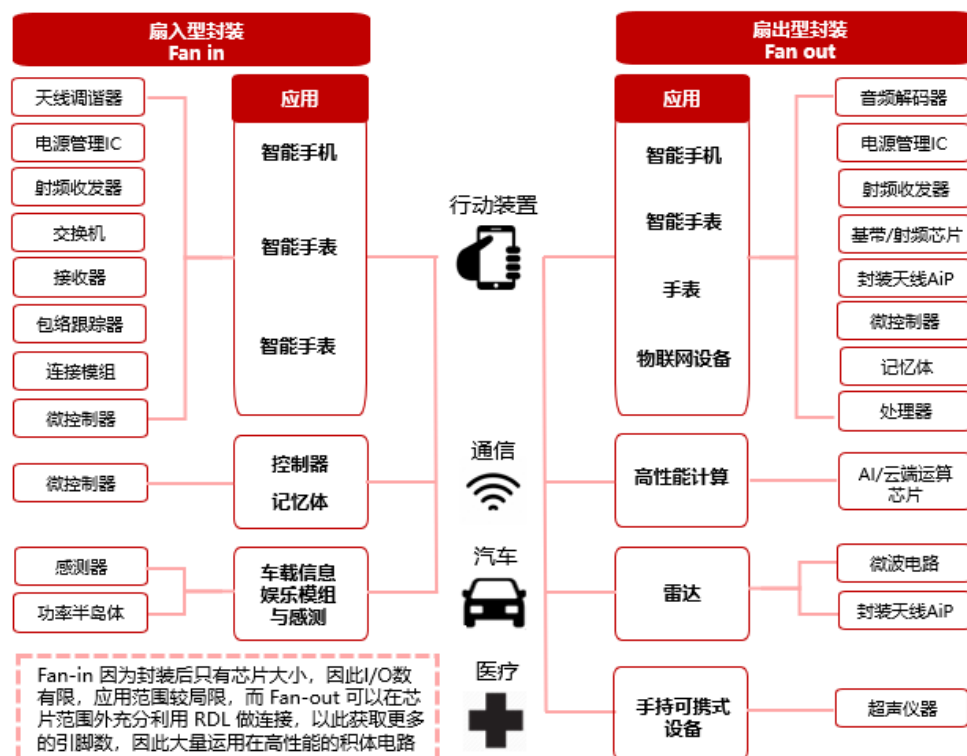 扇入型封装
Fan in
天线调谐器
电源管理IC
射频收发器
交换机
接收器
包络跟踪器
连接模组
微控制器
微控制器
感测器
功率半岛体
应用
智能手机
智能手表
智能手表
控制器
记忆体
车载信息
娱乐模组
与感测
行动装置
通信
汽车
医疗
扇出型封装
Fan out
应用
智能手机
智能手表
手表
物联网设备
高性能计算
雷达
手持可携式
设备
音频解码器
电源管理IC
射频收发器
基带/射频芯片
封装天线AiP
微控制器
记忆体
处理器
AI/云端运算
芯片
微波电路
封装天线AiP
超声仪器
Fan-in 因为封装后只有芯片大小，因此I/O数
有限，应用范围较局限，而 Fan-out 可以在芯
片范围外充分利用 RDL 做连接，以此获取更多
的引脚数，因此大量运用在高性能的积体电路